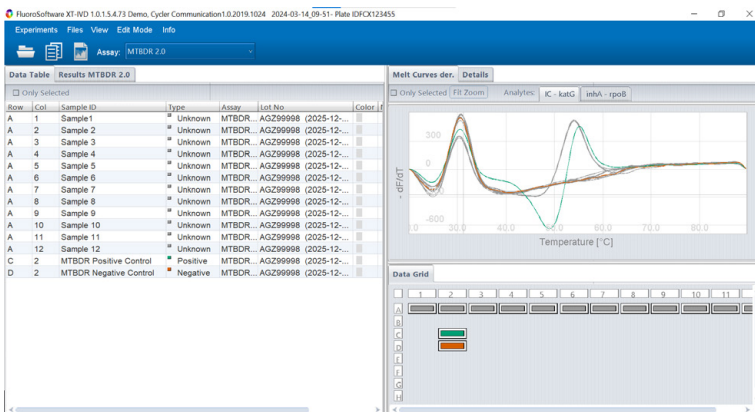 FluoroSoftware XT-IVD 1.0.1.5.4.73 Demo, Cycler Communication1.0.2019.1024 2024-03-14_09-51- Plate IDFCX123455
Experiments Files View Edit Mode Info
Assay: MTBDR 2.0
Data Table Results MTBDR 2.0
Only Selected
Row Col Sample ID Type Assay Lot No Color
A 1 Sample1 Unknown MTBDR... AGZ99998 (2025-12-...
A 2 Sample 2 Unknown MTBDR... AGZ99998 (2025-12-...
A 3 Sample 3 Unknown MTBDR... AGZ99998 (2025-12-...
A 4 Sample 4 Unknown MTBDR... AGZ99998 (2025-12-...
A 5 Sample 5 Unknown MTBDR... AGZ99998 (2025-12-...
A 6 Sample 6 Unknown MTBDR... AGZ99998 (2025-12-...
A 7 Sample 7 Unknown MTBDR... AGZ99998 (2025-12-...
A 8 Sample 8 Unknown MTBDR... AGZ99998 (2025-12-...
A 9 Sample 9 Unknown MTBDR... AGZ99998 (2025-12-...
A 10 Sample 10 Unknown MTBDR... AGZ99998 (2025-12-...
A 11 Sample 11 Unknown MTBDR... AGZ99998 (2025-12-...
A 12 Sample 12 Unknown MTBDR... AGZ99998 (2025-12-...
C 2 MTBDR Positive Control Positive MTBDR... AGZ99998 (2025-12-...
D 2 MTBDR Negative Control Negative MTBDR... AGZ99998 (2025-12-...
Melt Curves der. Details
Only Selected Fit Zoom Analytes: IC - katG inhA - rpoB
300
0
-600
- dF/dT
30.0 40.0 50.0 60.0 70.0 80.0
Temperature [°C]
Data Grid
1 2 3 4 5 6 7 8 9 10 11
A
B
C
D
E
F
G
H